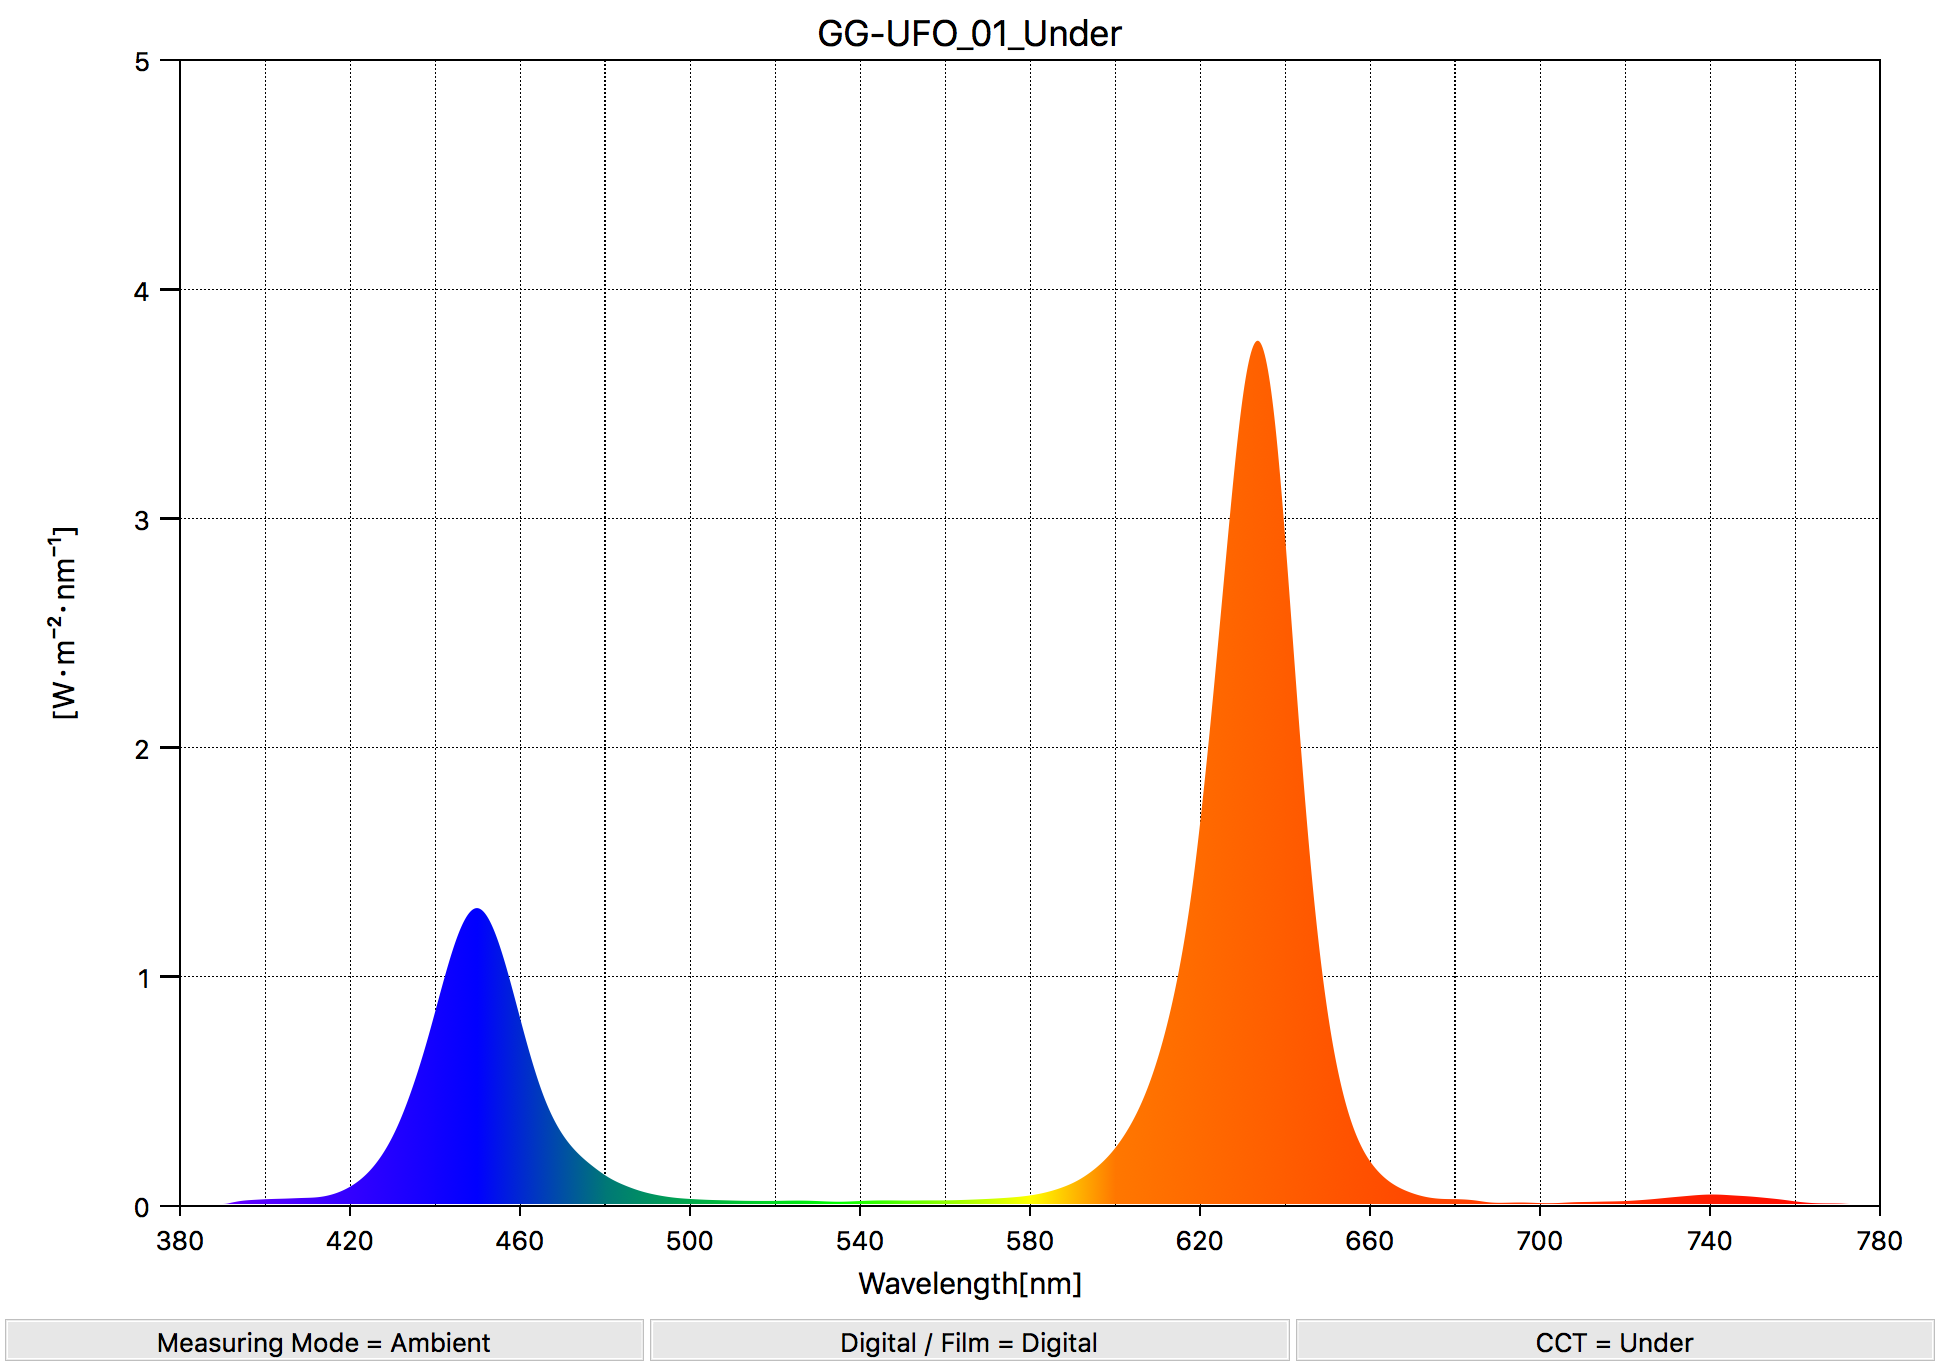 GG-UFO_01_Under
5
4
3
2
1
0
[W·m⁻²·nm⁻¹]
380 420 460 500 540 580 620 660 700 740 780
Wavelength[nm]
Measuring Mode = Ambient
Digital / Film = Digital
CCT = Under